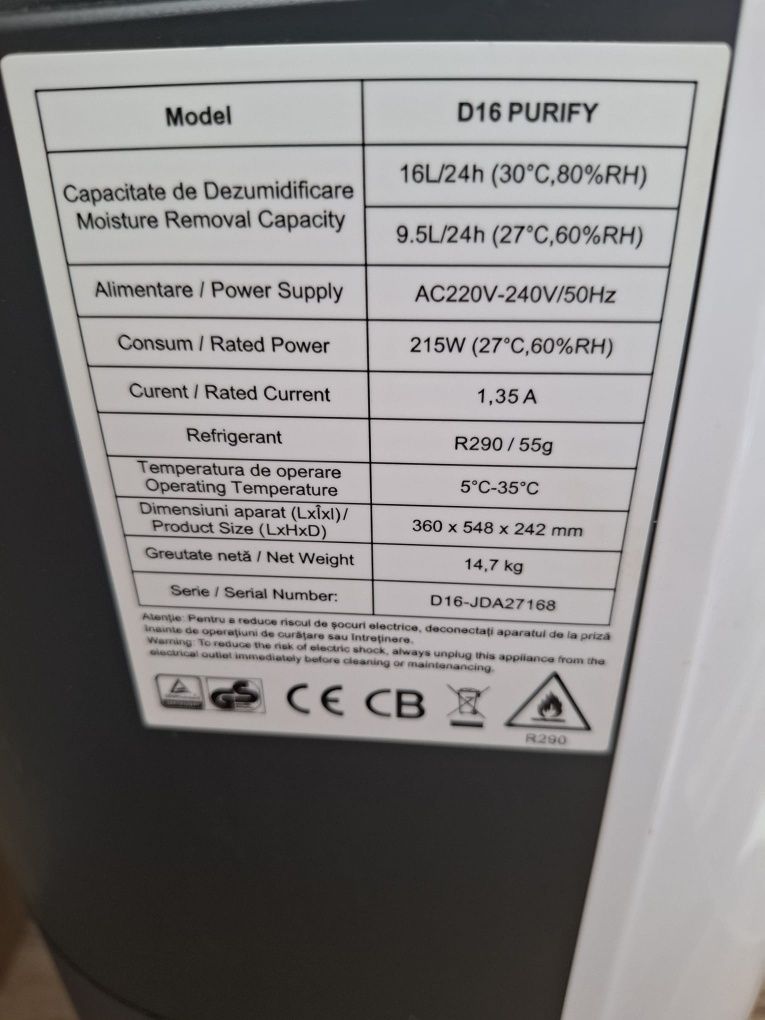 Model
D16 PURIFY
Capacitate de Dezumidificare
Moisture Removal Capacity
16L/24h (30°C,80%RH)
9.5L/24h (27°C,60%RH)
Alimentare / Power Supply
AC220V-240V/50Hz
Consum / Rated Power
215W (27°C,60%RH)
Curent / Rated Current
1,35 A
Refrigerant
R290 / 55g
Temperatura de operare
Operating Temperature
5°C-35°C
Dimensiuni aparat (LxÎxl)/
Product Size (LxHxD)
360 x 548 x 242 mm
Greutate netă / Net Weight
14,7 kg
Serie / Serial Number:
D16-JDA27168
Atenție: Pentru a reduce riscul de șocuri electrice, deconectați aparatul de la priză
înainte de operațiuni de curățare sau întreținere.
Warning: To reduce the risk of electric shock, always unplug this appliance from the
electrical outlet immediately before cleaning or maintenancing.
GS CE CB
R290